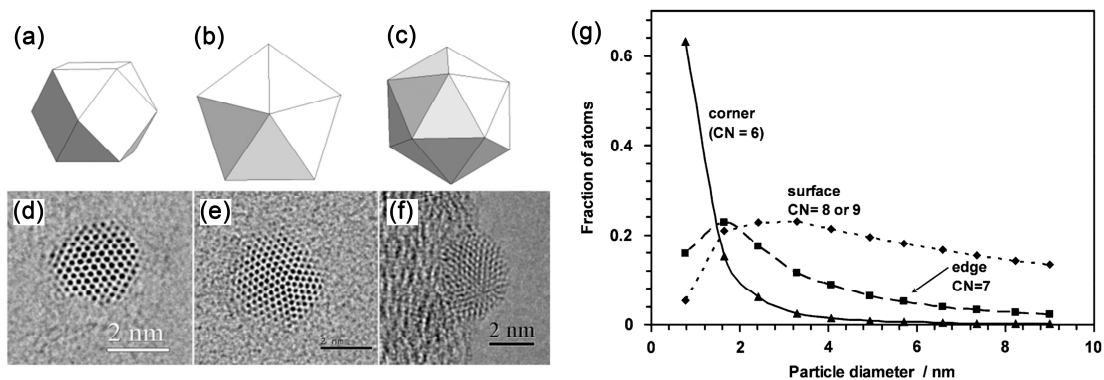 (a)
(b)
(c)
(d)
2 nm
(e)
2 nm
(f)
2 nm
(g)
Fraction of atoms
0.6
0.4
0.2
0
corner
(CN = 6)
surface
CN= 8 or 9
edge
CN=7
0
2
4
6
8
10
Particle diameter / nm